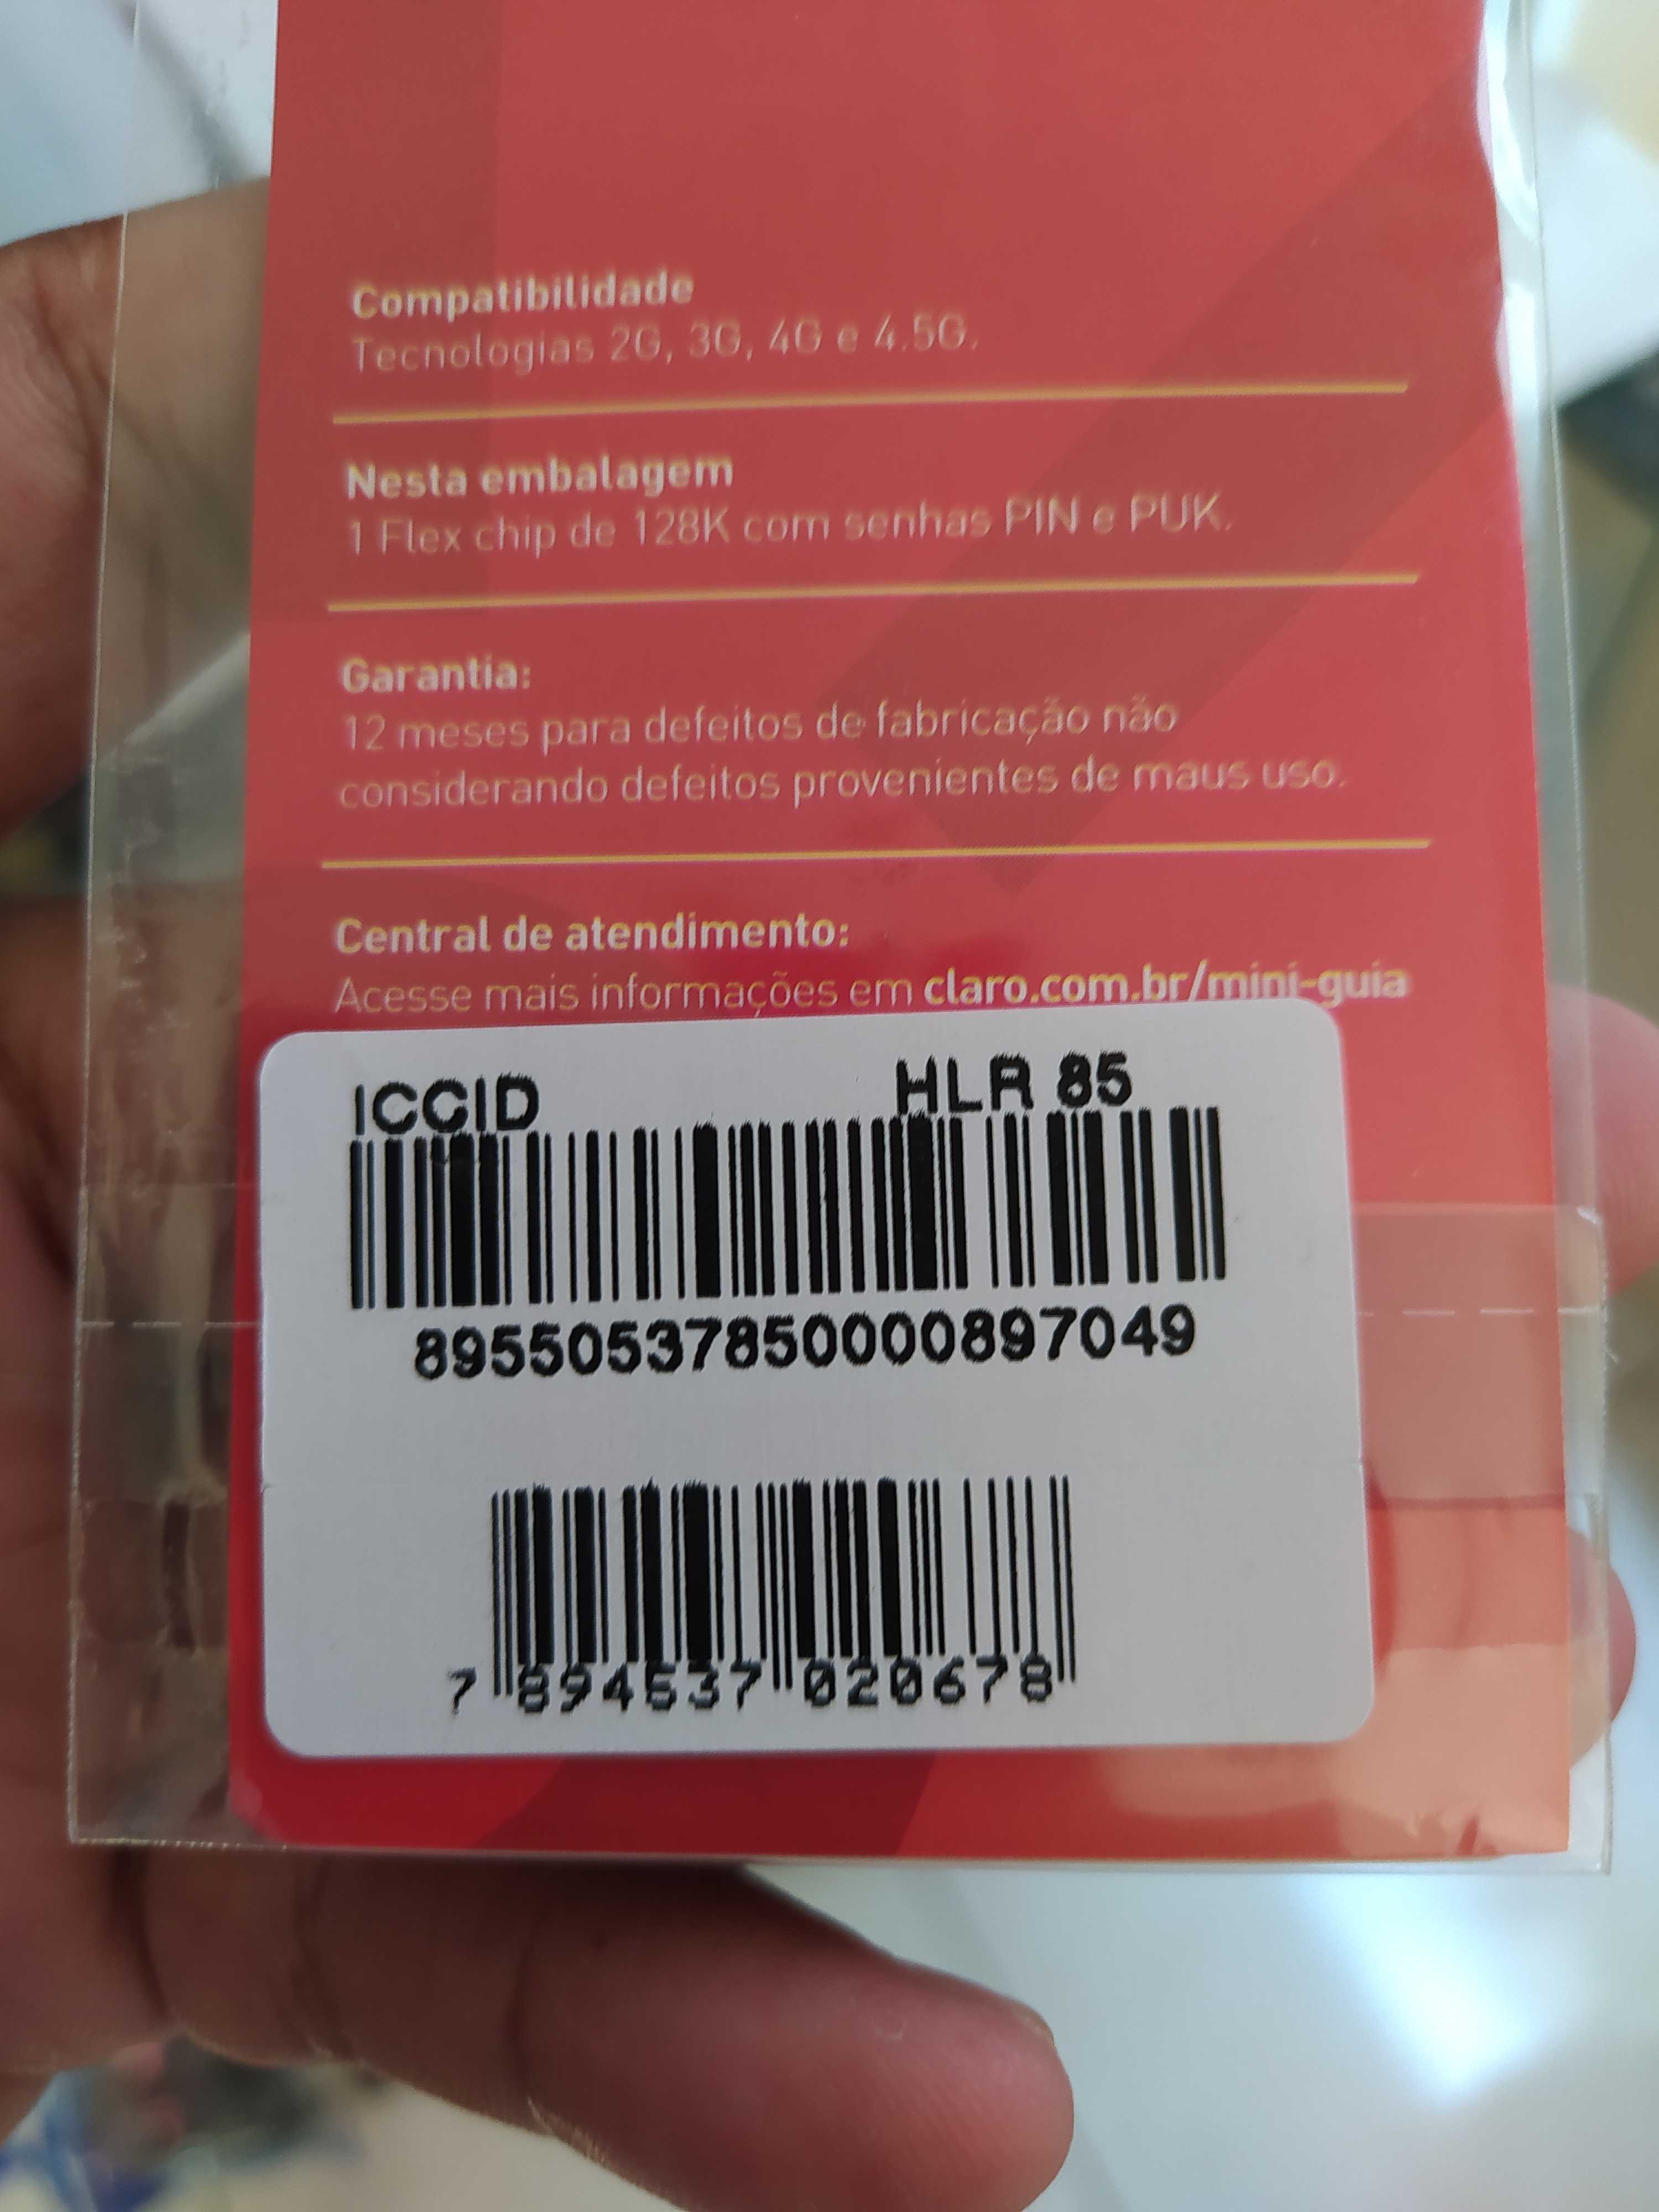 Compatibilidade
Tecnologias 2G, 3G, 4G e 4.5G.
Nesta embalagem
1 Flex chip de 128K com senhas PIN e PUK.
Garantia:
12 meses para defeitos de fabricação não
considerando defeitos provenientes de maus uso.
Central de atendimento:
Acesse mais informações em claro.com.br/mini-guia
ICCID HLR 85
89550537850000897049
7 894537 020678